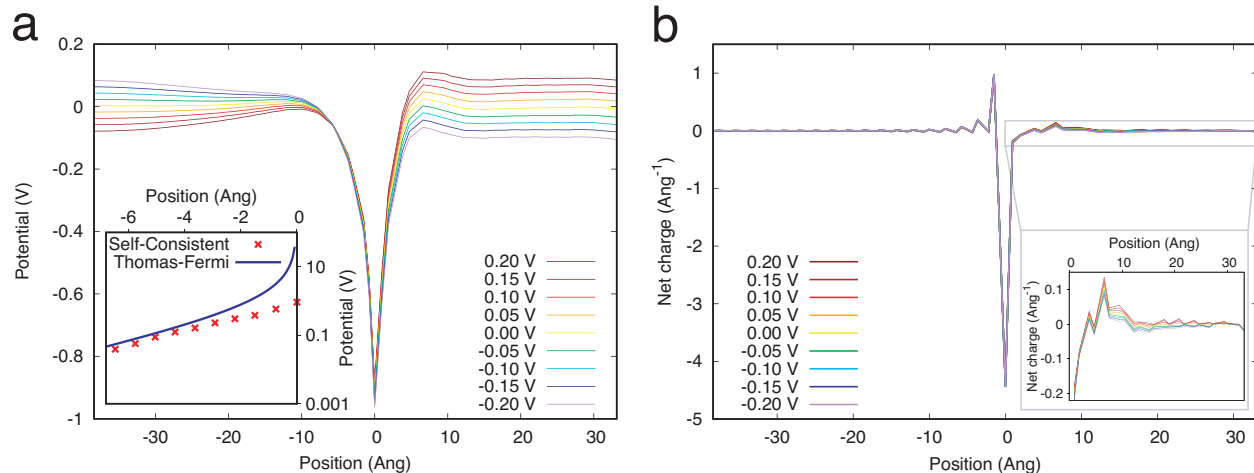 a
0.2
0
-0.2
-0.4
-0.6
-0.8
-1
Potential (V)
-30
-20
-10
0
10
20
30
Position (Ang)
0.20 V
0.15 V
0.10 V
0.05 V
0.00 V
-0.05 V
-0.10 V
-0.15 V
-0.20 V
Position (Ang)
-6
-4
-2
0
Self-Consistent
Thomas-Fermi
10
0.1
0.001
Potential (V)
b
1
0
-1
-2
-3
-4
-5
Net charge (Ang-1)
-30
-20
-10
0
10
20
30
Position (Ang)
0.20 V
0.15 V
0.10 V
0.05 V
0.00 V
-0.05 V
-0.10 V
-0.15 V
-0.20 V
Position (Ang)
0
10
20
30
0.1
0
-0.1
-0.2
Net charge (Ang-1)